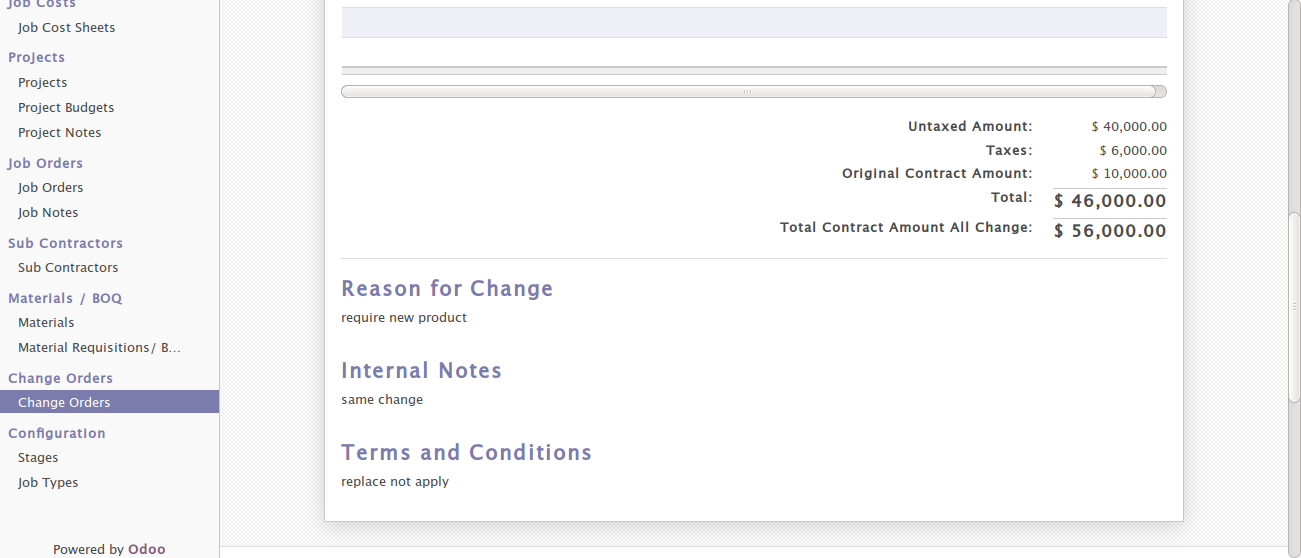 Job Costs
Job Cost Sheets
Projects
Projects
Project Budgets
Project Notes
Job Orders
Job Orders
Job Notes
Sub Contractors
Sub Contractors
Materials / BOQ
Materials
Material Requisitions/ B...
Change Orders
Change Orders
Configuration
Stages
Job Types
Powered by Odoo
Untaxed Amount: $ 40,000.00
Taxes: $ 6,000.00
Original Contract Amount: $ 10,000.00
Total: $ 46,000.00
Total Contract Amount All Change: $ 56,000.00
Reason for Change
require new product
Internal Notes
same change
Terms and Conditions
replace not apply